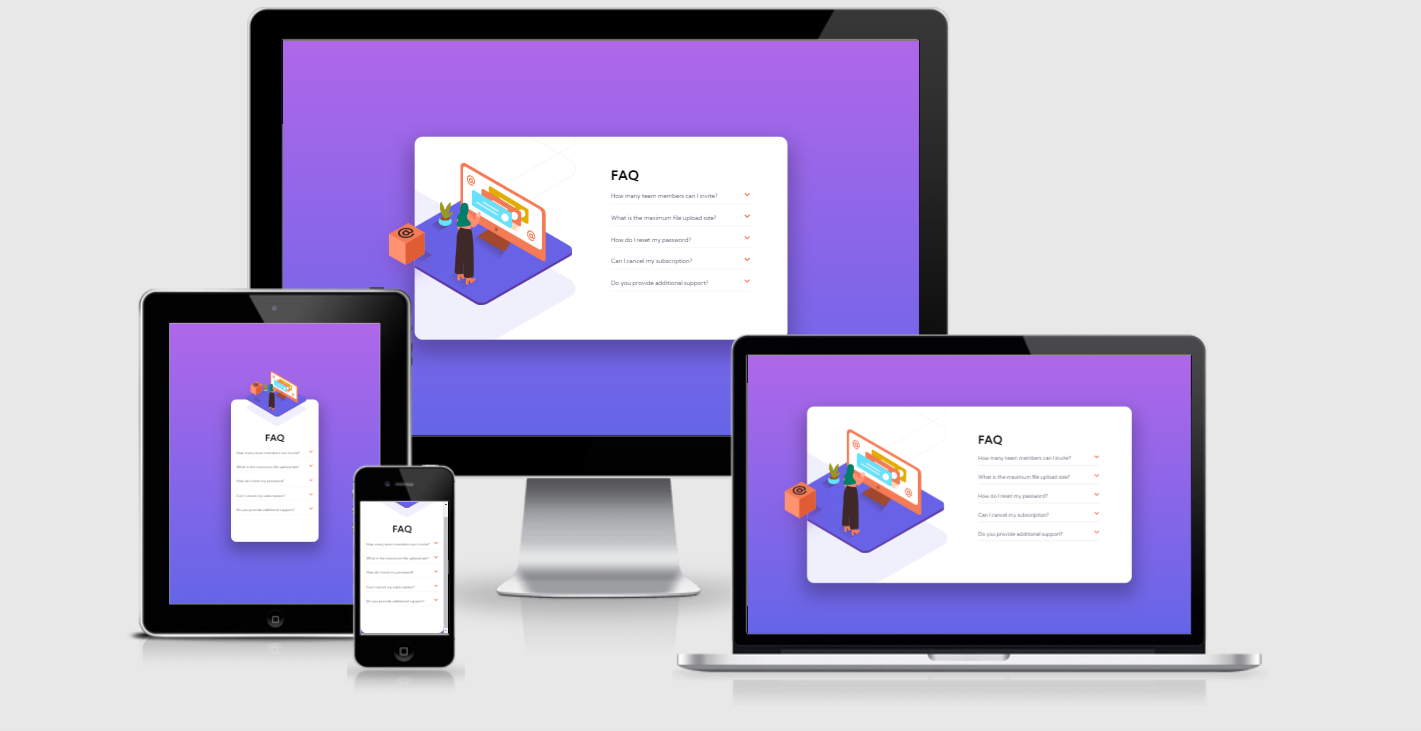 FAQ
How many team members can I invite?
What is the maximum file upload size?
How do I reset my password?
Can I cancel my subscription?
Do you provide additional support?
FAQ
How many team members can I invite?
What is the maximum file upload size?
How do I reset my password?
Can I cancel my subscription?
Do you provide additional support?
FAQ
How many team members can I invite?
What is the maximum file upload size?
How do I reset my password?
Can I cancel my subscription?
Do you provide additional support?
FAQ
How many team members can I invite?
What is the maximum file upload size?
How do I reset my password?
Can I cancel my subscription?
Do you provide additional support?